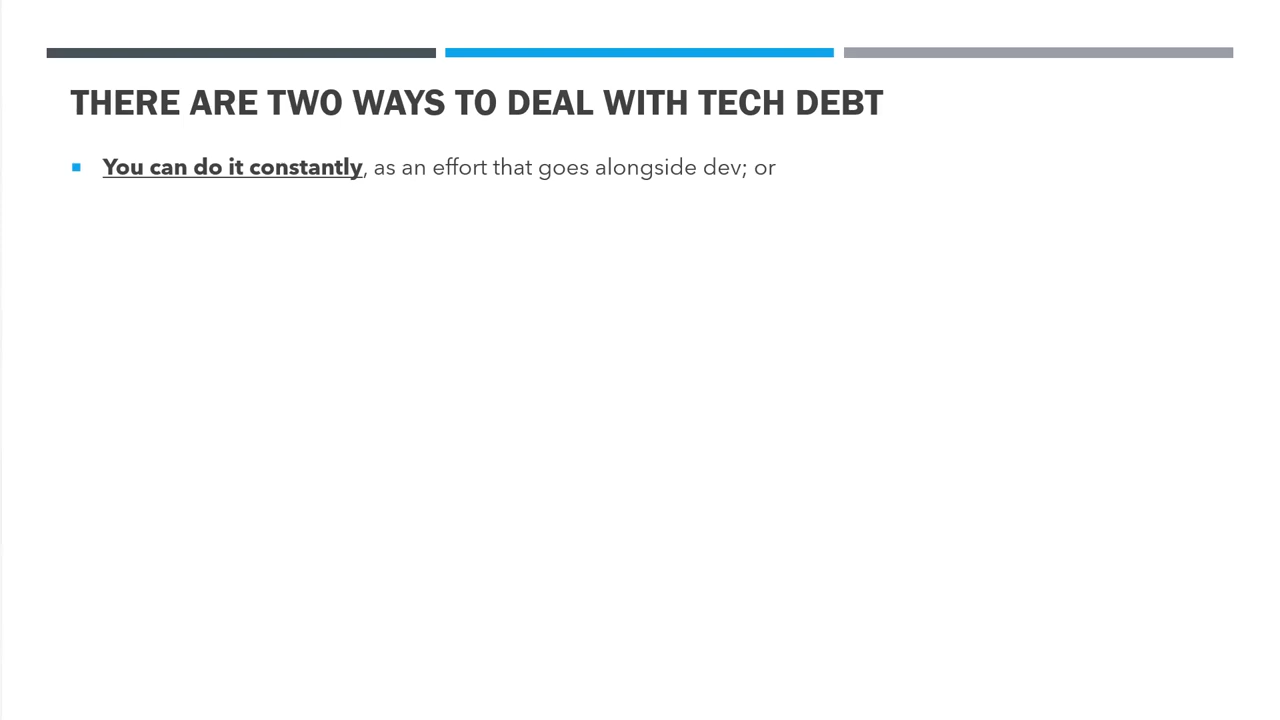 THERE ARE TWO WAYS TO DEAL WITH TECH DEBT
You can do it constantly, as an effort that goes alongside dev; or